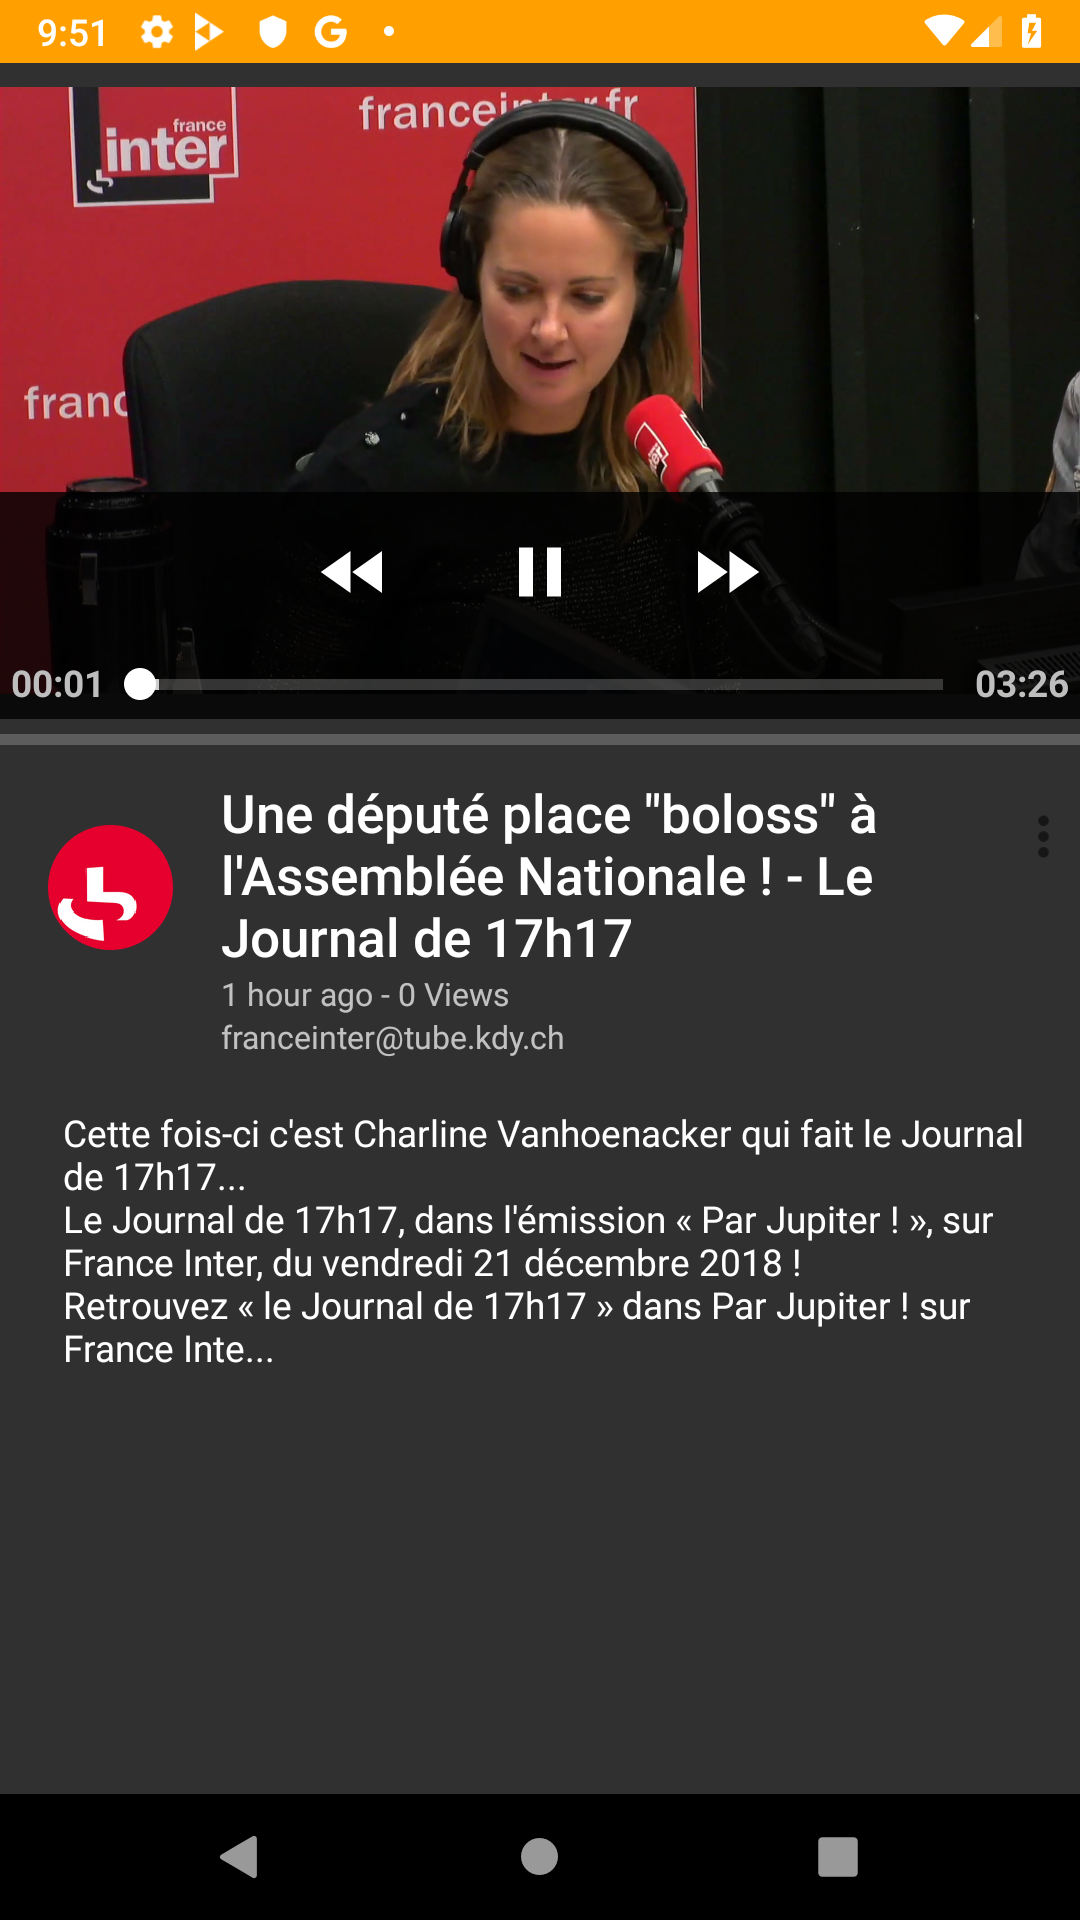 9:51
franceinter.fr
france
inter
franc
00:01
03:26
Une député place "boloss" à
l'Assemblée Nationale ! - Le
Journal de 17h17
1 hour ago - 0 Views
franceinter@tube.kdy.ch
Cette fois-ci c'est Charline Vanhoenacker qui fait le Journal
de 17h17...
Le Journal de 17h17, dans l'émission « Par Jupiter ! », sur
France Inter, du vendredi 21 décembre 2018 !
Retrouvez « le Journal de 17h17 » dans Par Jupiter ! sur
France Inte...